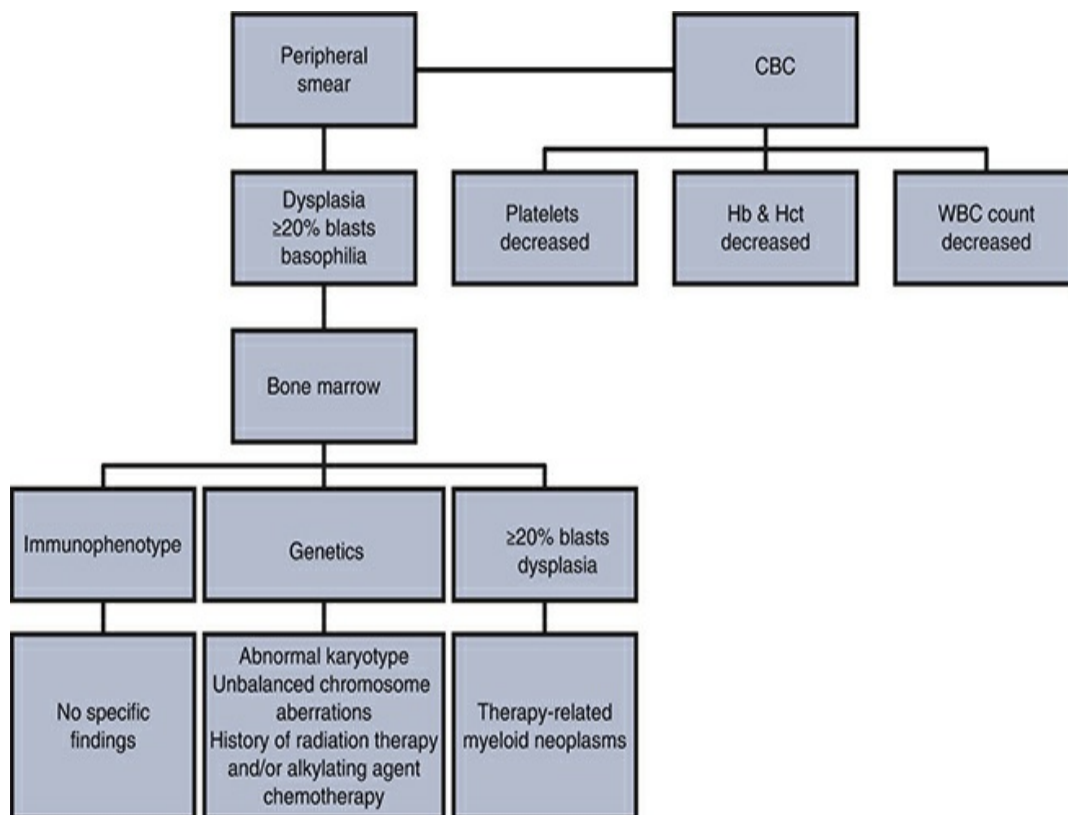 Peripheral
smear
CBC
Dysplasia
≥20% blasts
basophilia
Platelets
decreased
Hb & Hct
decreased
WBC count
decreased
Bone marrow
Immunophenotype
Genetics
≥20% blasts
dysplasia
No specific
findings
Abnormal karyotype
Unbalanced chromosome
aberrations
History of radiation therapy
and/or alkylating agent
chemotherapy
Therapy-related
myeloid neoplasms